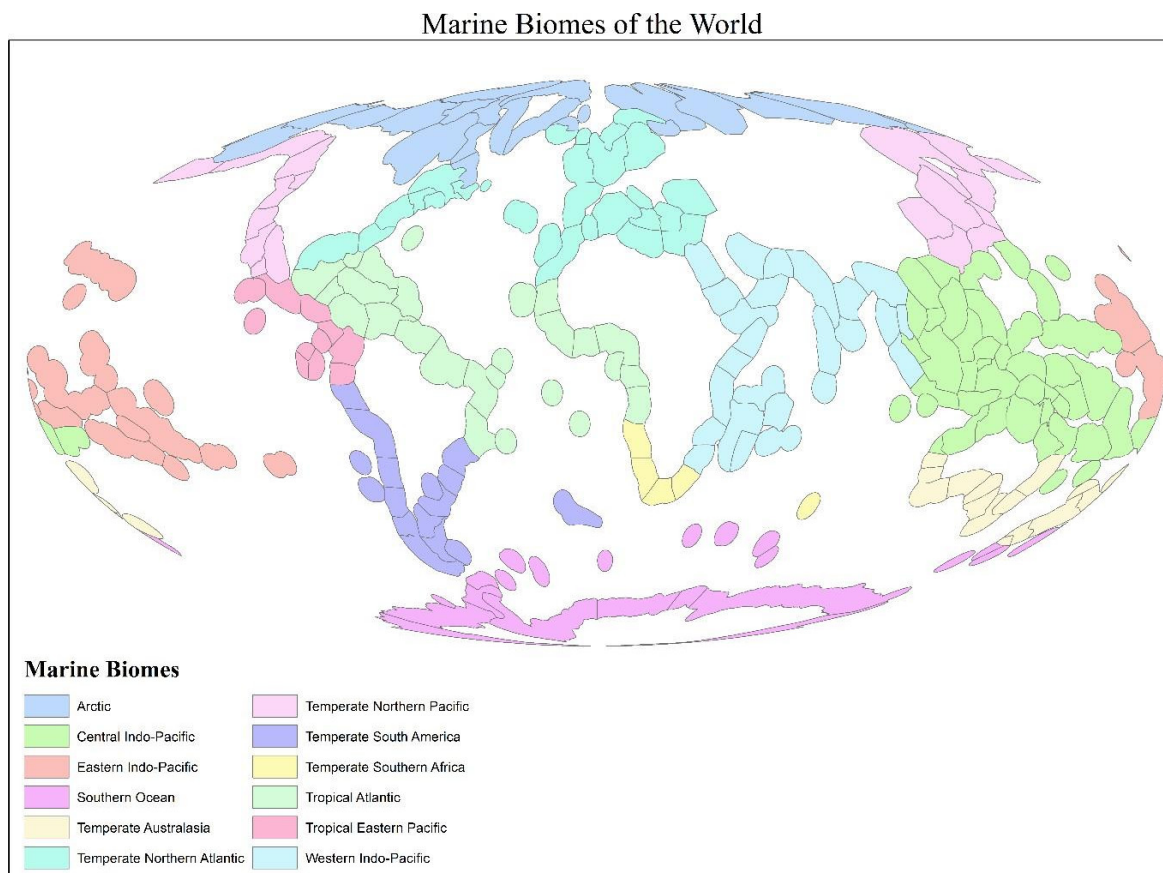 Marine Biomes of the World
Marine Biomes
Arctic
Central Indo-Pacific
Eastern Indo-Pacific
Southern Ocean
Temperate Australasia
Temperate Northern Atlantic
Temperate Northern Pacific
Temperate South America
Temperate Southern Africa
Tropical Atlantic
Tropical Eastern Pacific
Western Indo-Pacific